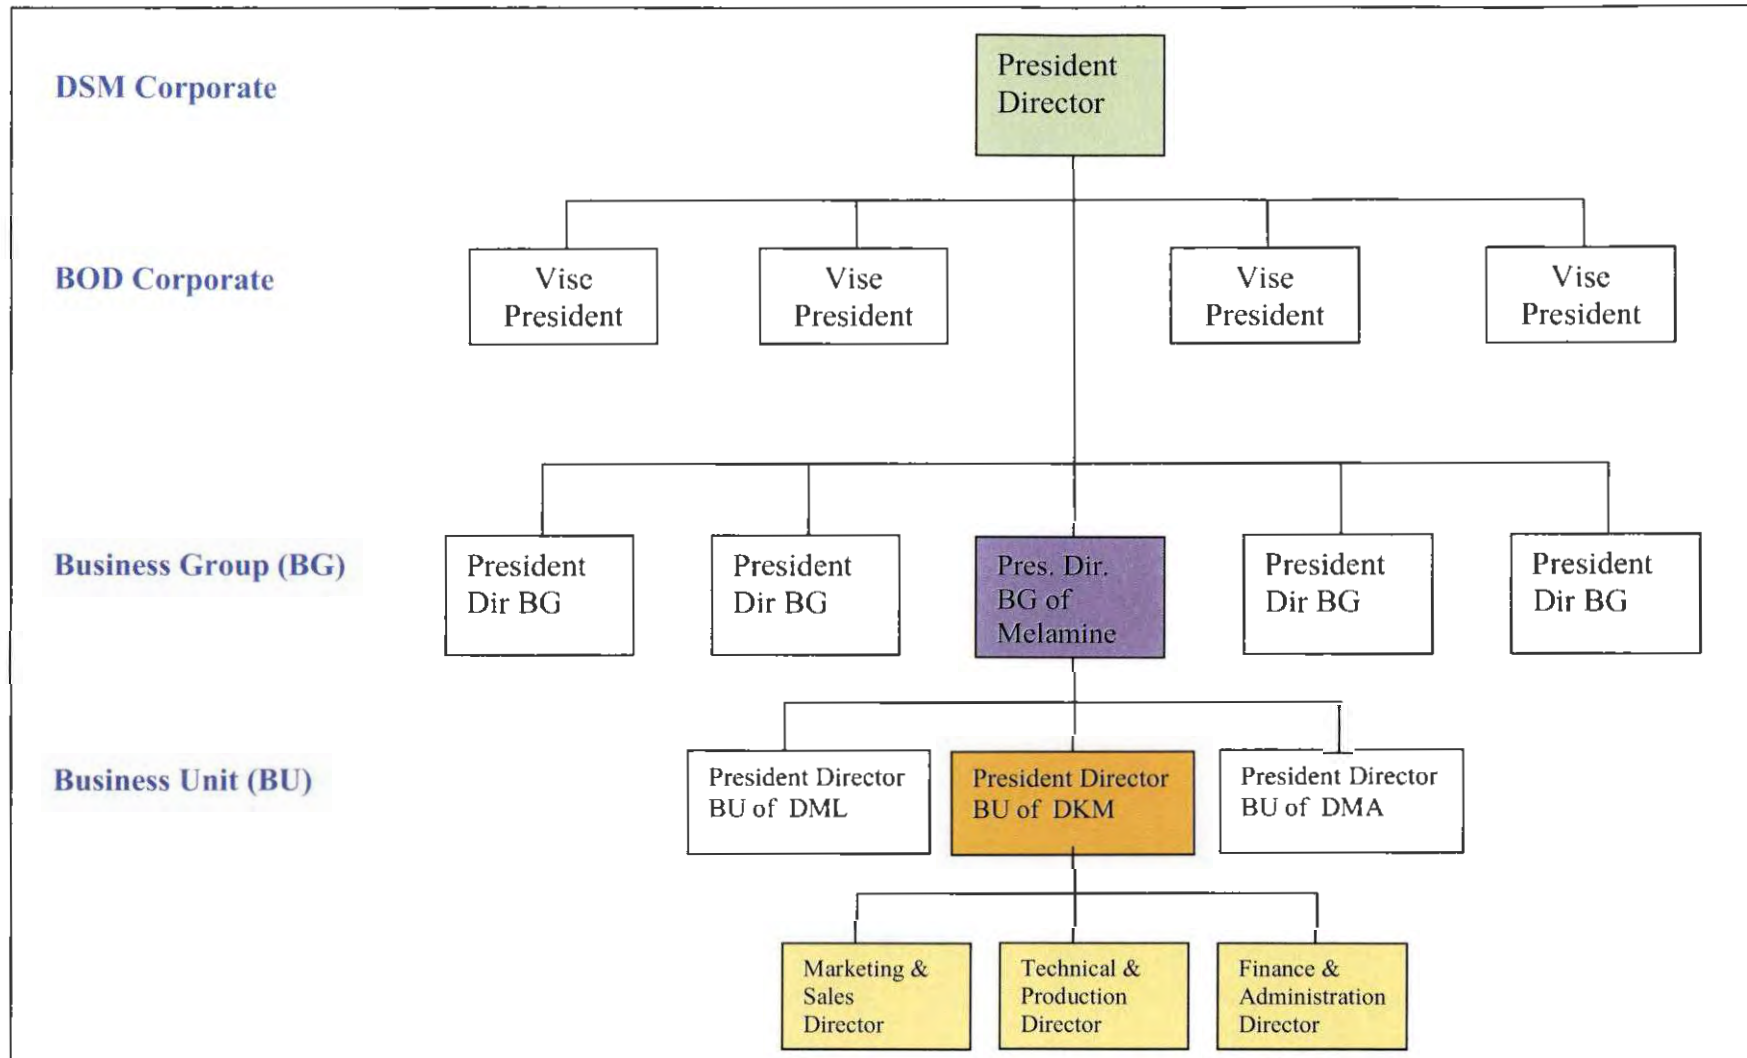 DSM Corporate
President
Director
BOD Corporate
Vise
President
Vise
President
Vise
President
Vise
President
Business Group (BG)
President
Dir BG
President
Dir BG
Pres. Dir.
BG of
Melamine
President
Dir BG
President
Dir BG
Business Unit (BU)
President Director
BU of DML
President Director
BU of DKM
President Director
BU of DMA
Marketing &
Sales
Director
Technical &
Production
Director
Finance &
Administration
Director